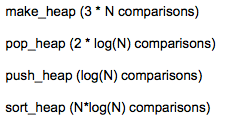 make_heap (3 * N comparisons)
pop_heap (2 * log(N) comparisons)
push_heap (log(N) comparisons)
sort_heap (N*log(N) comparisons)